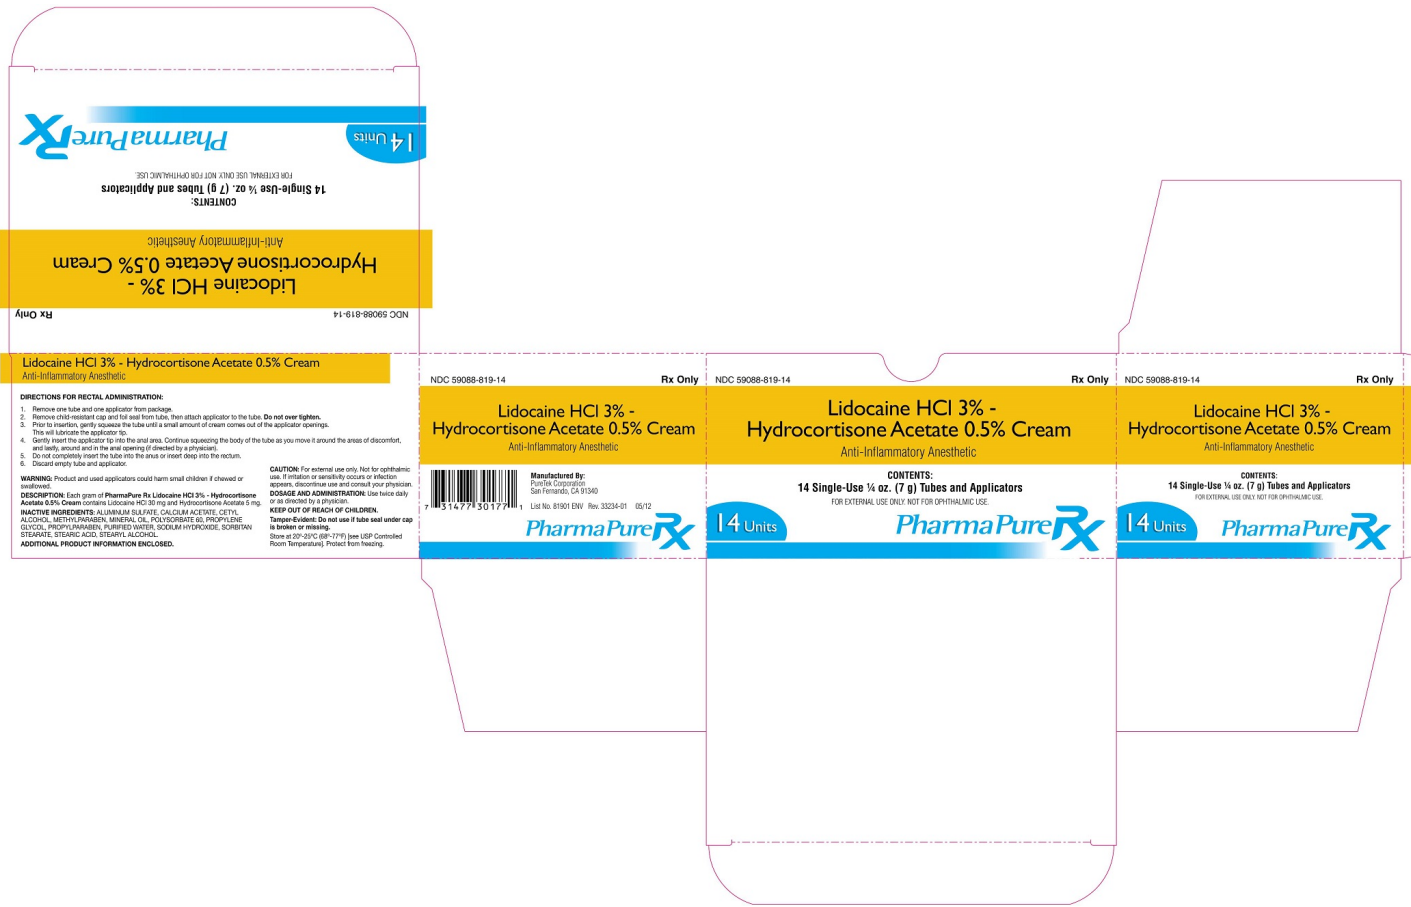 PharmaPure RX
14 Units
FOR EXTERNAL USE ONLY. NOT FOR OPHTHALMIC USE.
14 Single-Use ¼ oz. (7 g) Tubes and Applicators
CONTENTS:
Anti-Inflammatory Anesthetic
Hydrocortisone Acetate 0.5% Cream
Lidocaine HCl 3% -
Rx Only
NDC 59088-819-14
Lidocaine HCl 3% - Hydrocortisone Acetate 0.5% Cream
Anti-Inflammatory Anesthetic
DIRECTIONS FOR RECTAL ADMINISTRATION:
1. Remove one tube and one applicator from package.
2. Remove child-resistant cap and foil seal from tube, then attach applicator to the tube. Do not over tighten.
3. Prior to insertion, gently squeeze the tube until a small amount of cream comes out of the applicator openings.
This will lubricate the applicator tip.
4. Gently insert the applicator tip into the anal area. Continue squeezing the body of the tube as you move it around the areas of discomfort,
and lastly, around and in the anal opening (if directed by a physician).
5. Do not completely insert the tube into the anus or insert deep into the rectum.
6. Discard empty tube and applicator.
WARNING: Product and used applicators could harm small children if chewed or
swallowed.
DESCRIPTION: Each gram of PharmaPure Rx Lidocaine HCl 3% - Hydrocortisone
Acetate 0.5% Cream contains Lidocaine HCl 30 mg and Hydrocortisone Acetate 5 mg.
INACTIVE INGREDIENTS: ALUMINUM SULFATE, CALCIUM ACETATE, CETYL
ALCOHOL, METHYLPARABEN, MINERAL OIL, POLYSORBATE 60, PROPYLENE
GLYCOL, PROPYLPARABEN, PURIFIED WATER, SODIUM HYDROXIDE, SORBITAN
STEARATE, STEARIC ACID, STEARYL ALCOHOL.
ADDITIONAL PRODUCT INFORMATION ENCLOSED.
CAUTION: For external use only. Not for ophthalmic
use. If irritation or sensitivity occurs or infection
appears, discontinue use and consult your physician.
DOSAGE AND ADMINISTRATION: Use twice daily
or as directed by a physician.
KEEP OUT OF REACH OF CHILDREN.
Tamper-Evident: Do not use if tube seal under cap
is broken or missing.
Store at 20º-25ºC (68º-77ºF) [see USP Controlled
Room Temperature]. Protect from freezing.
NDC 59088-819-14 Rx Only
Lidocaine HCl 3% -
Hydrocortisone Acetate 0.5% Cream
Anti-Inflammatory Anesthetic
7 31477 30177 1
Manufactured By:
PureTek Corporation
San Fernando, CA 91340
List No. 81901 ENV Rev. 33234-01 05/12
PharmaPure RX
NDC 59088-819-14 Rx Only
Lidocaine HCl 3% -
Hydrocortisone Acetate 0.5% Cream
Anti-Inflammatory Anesthetic
CONTENTS:
14 Single-Use ¼ oz. (7 g) Tubes and Applicators
FOR EXTERNAL USE ONLY. NOT FOR OPHTHALMIC USE.
14 Units
PharmaPure RX
NDC 59088-819-14 Rx Only
Lidocaine HCl 3% -
Hydrocortisone Acetate 0.5% Cream
Anti-Inflammatory Anesthetic
CONTENTS:
14 Single-Use ¼ oz. (7 g) Tubes and Applicators
FOR EXTERNAL USE ONLY. NOT FOR OPHTHALMIC USE.
14 Units
PharmaPure RX